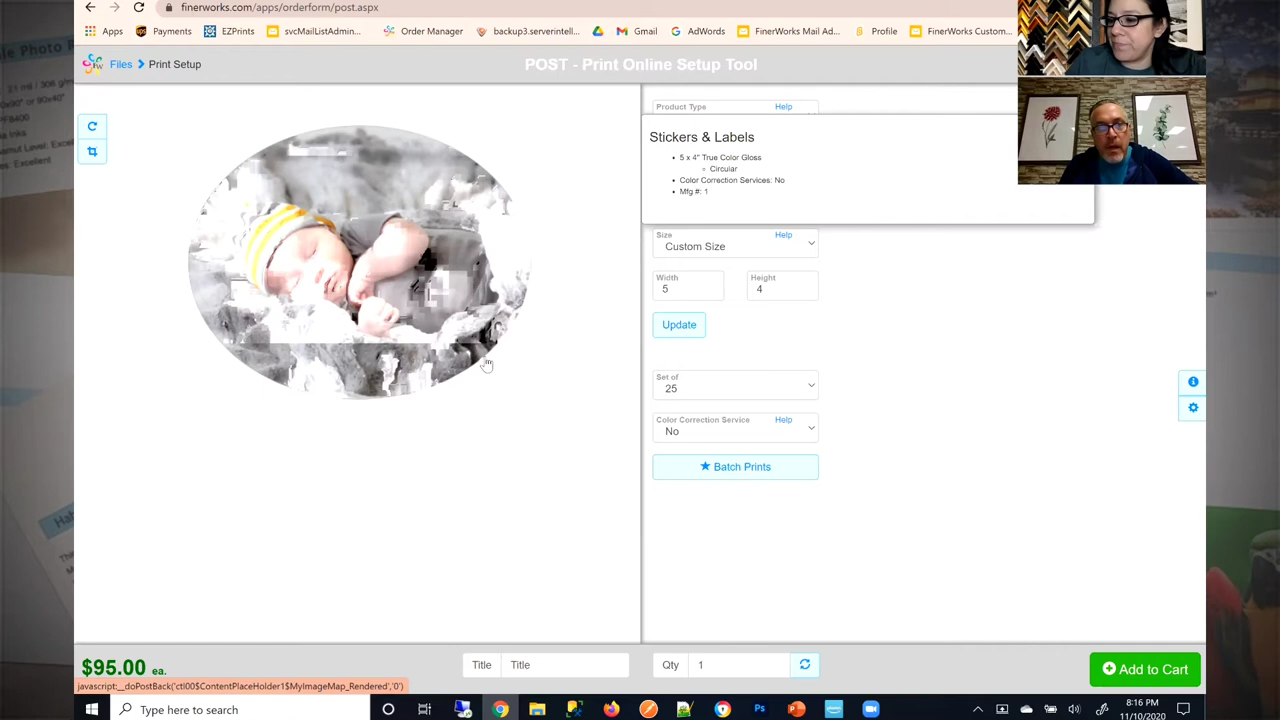 finerworks.com/apps/orderform/post.aspx
Apps Payments EZPrints svcMailListAdmin... Order Manager backup3.serverintell... Gmail AdWords FinerWorks Mail Ad... Profile FinerWorks Custom...
Files Print Setup
POST - Print Online Setup Tool
Product Type Help
Stickers & Labels
5 x 4" True Color Gloss
Circular
Color Correction Services: No
Mfg #: 1
Size Help
Custom Size
Width
5
Height
4
Update
Set of
25
Color Correction Service Help
No
Batch Prints
$95.00 ea.
Title Title
Qty 1
Add to Cart
javascript:__doPostBack('ctl00$ContentPlaceHolder1$MyImageMap_Rendered','0')
Type here to search
8:16 PM
11/10/2020